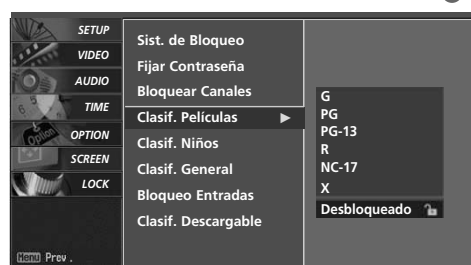 SETUP
VIDEO
AUDIO
TIME
OPTION
SCREEN
LOCK
Menu Prev .
Sist. de Bloqueo
Fijar Contraseña
Bloquear Canales
Clasif. Películas ►
Clasif. Niños
Clasif. General
Bloqueo Entradas
Clasif. Descargable
G
PG
PG-13
R
NC-17
X
Desbloqueado